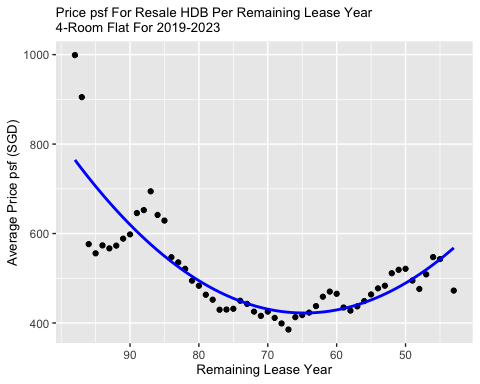 Price psf For Resale HDB Per Remaining Lease Year
4-Room Flat For 2019-2023
Average Price psf (SGD)
1000
800
600
400
90 80 70 60 50
Remaining Lease Year